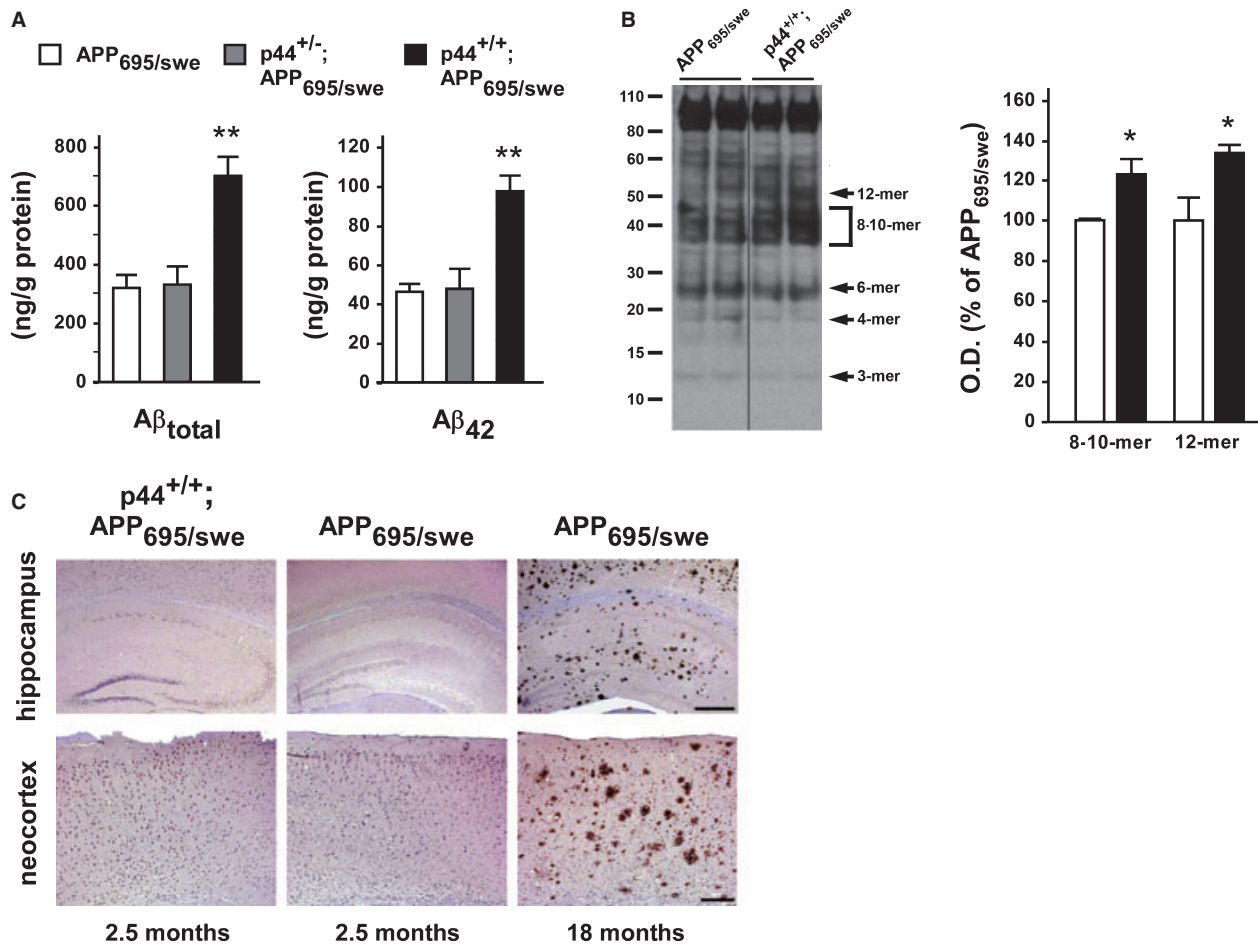 A
APP695/swe
p44+/-;
APP695/swe
p44+/+;
APP695/swe
(ng/g protein)
800
600
400
200
0
**
Aβtotal
(ng/g protein)
120
100
80
60
40
20
0
**
Aβ42
B
APP695/swe
p44+/+;
APP695/swe
110
80
60
50
40
30
20
15
10
12-mer
8-10-mer
6-mer
4-mer
3-mer
O.D. (% of APP695/swe)
160
140
120
100
80
60
40
20
0
*
*
8-10-mer
12-mer
C
p44+/+;
APP695/swe
APP695/swe
APP695/swe
hippocampus
neocortex
2.5 months
2.5 months
18 months